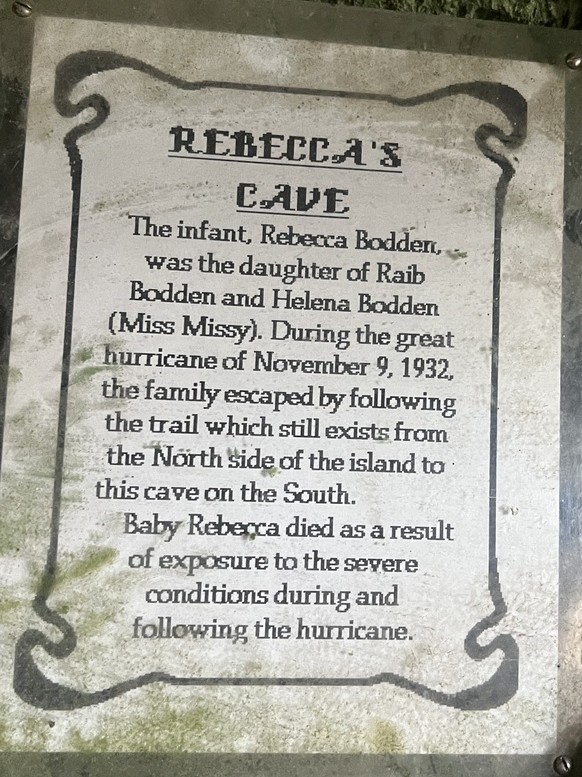 REBECCA'S
CAVE
The infant, Rebecca Bodden,
was the daughter of Raib
Bodden and Helena Bodden
(Miss Missy). During the great
hurricane of November 9, 1932,
the family escaped by following
the trail which still exists from
the North side of the island to
this cave on the South.
Baby Rebecca died as a result
of exposure to the severe
conditions during and
following the hurricane.